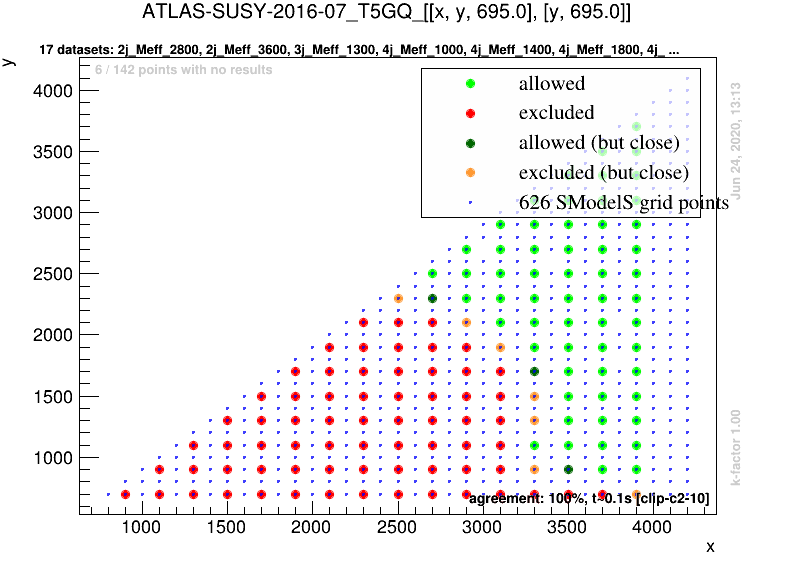 ATLAS-SUSY-2016-07_T5GQ_[[x, y, 695.0], [y, 695.0]]
17 datasets: 2j_Meff_2800, 2j_Meff_3600, 3j_Meff_1300, 4j_Meff_1000, 4j_Meff_1400, 4j_Meff_1800, 4j_ ...
y
6 / 142 points with no results
allowed
excluded
allowed (but close)
excluded (but close)
626 SModelS grid points
Jun 24, 2020, 13:13
k-factor 1.00
4000
3500
3000
2500
2000
1500
1000
agreement: 100%, t~0.1s [clip-c2-10]
1000 1500 2000 2500 3000 3500 4000
x